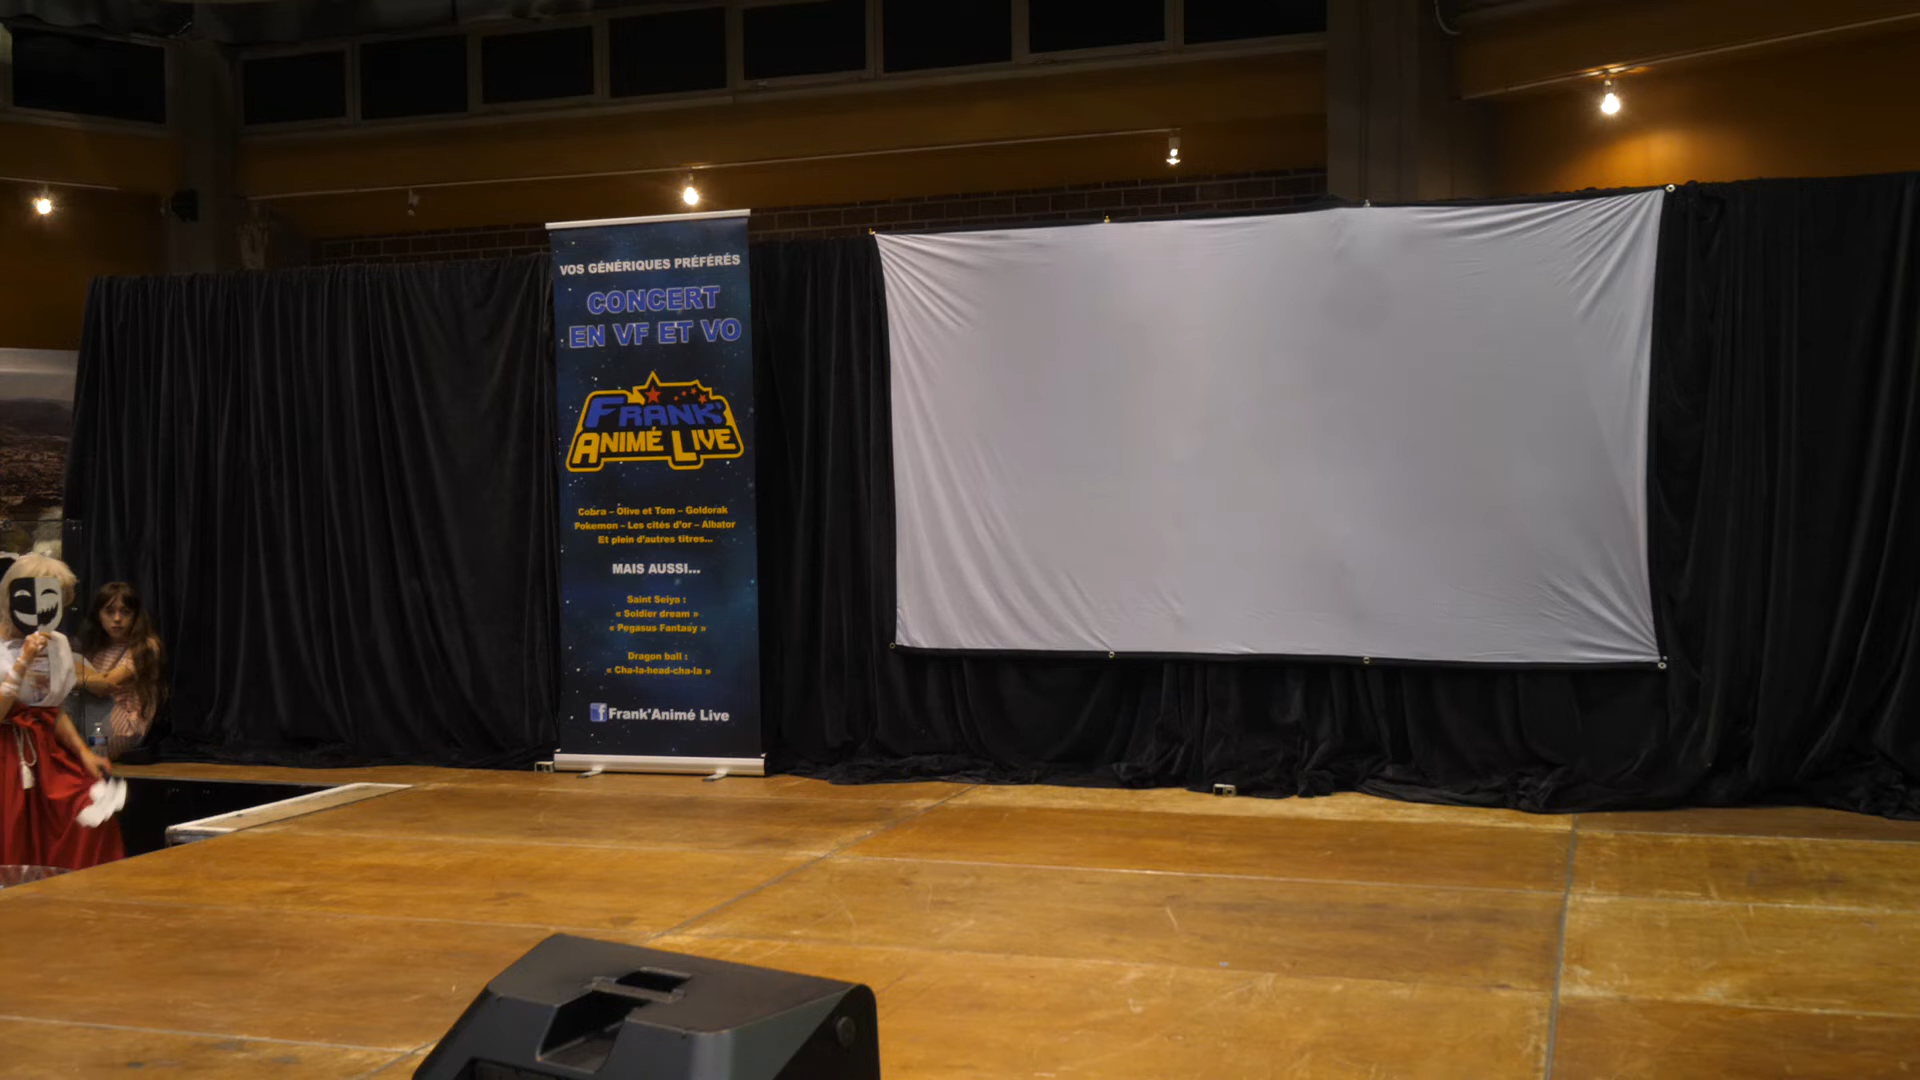 VOS GÉNÉRIQUES PRÉFÉRÉS
CONCERT
EN VF ET VO
FRANK'
ANIMÉ LIVE
Cobra – Olive et Tom – Goldorak
Pokemon – Les cités d'or – Albator
Et plein d'autres titres...
MAIS AUSSI...
Saint Seiya :
« Soldier dream »
« Pegasus Fantasy »
Dragon ball :
« Cha-la-head-cha-la »
f Frank'Animé Live